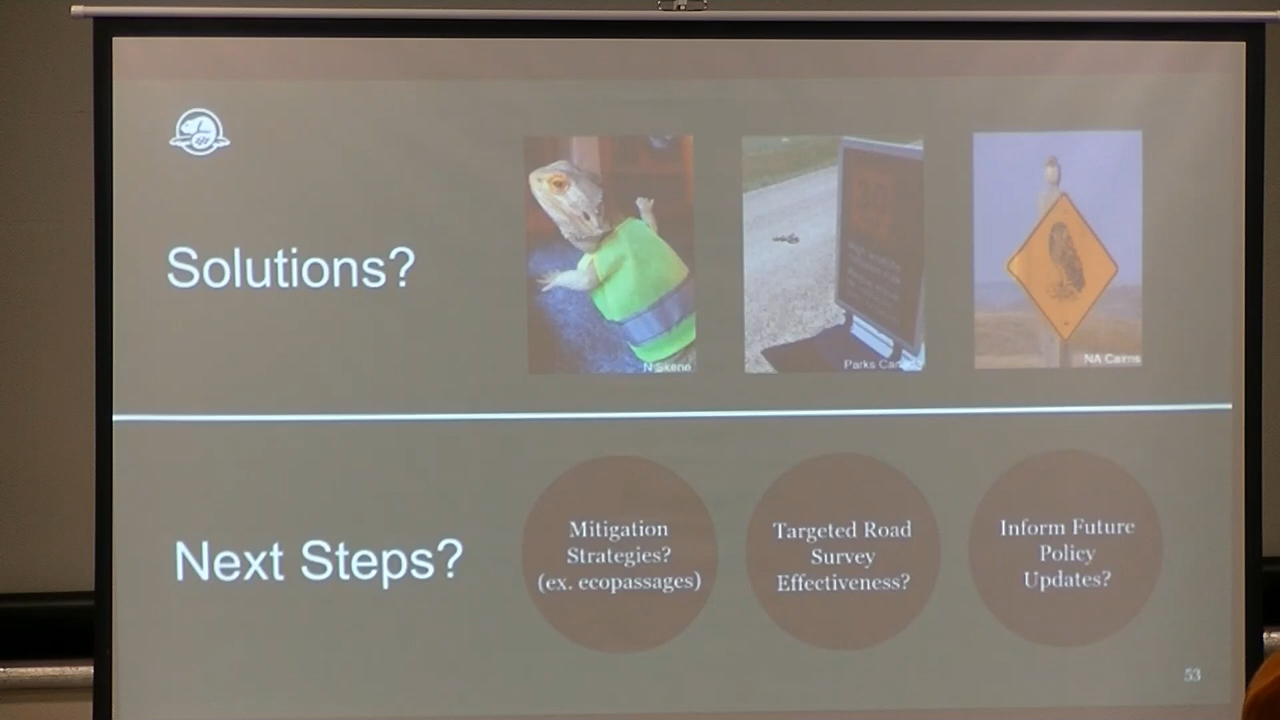 Solutions?
N Skene
Parks Canada
NA Cairns
Next Steps?
Mitigation
Strategies?
(ex. ecopassages)
Targeted Road
Survey
Effectiveness?
Inform Future
Policy
Updates?
53